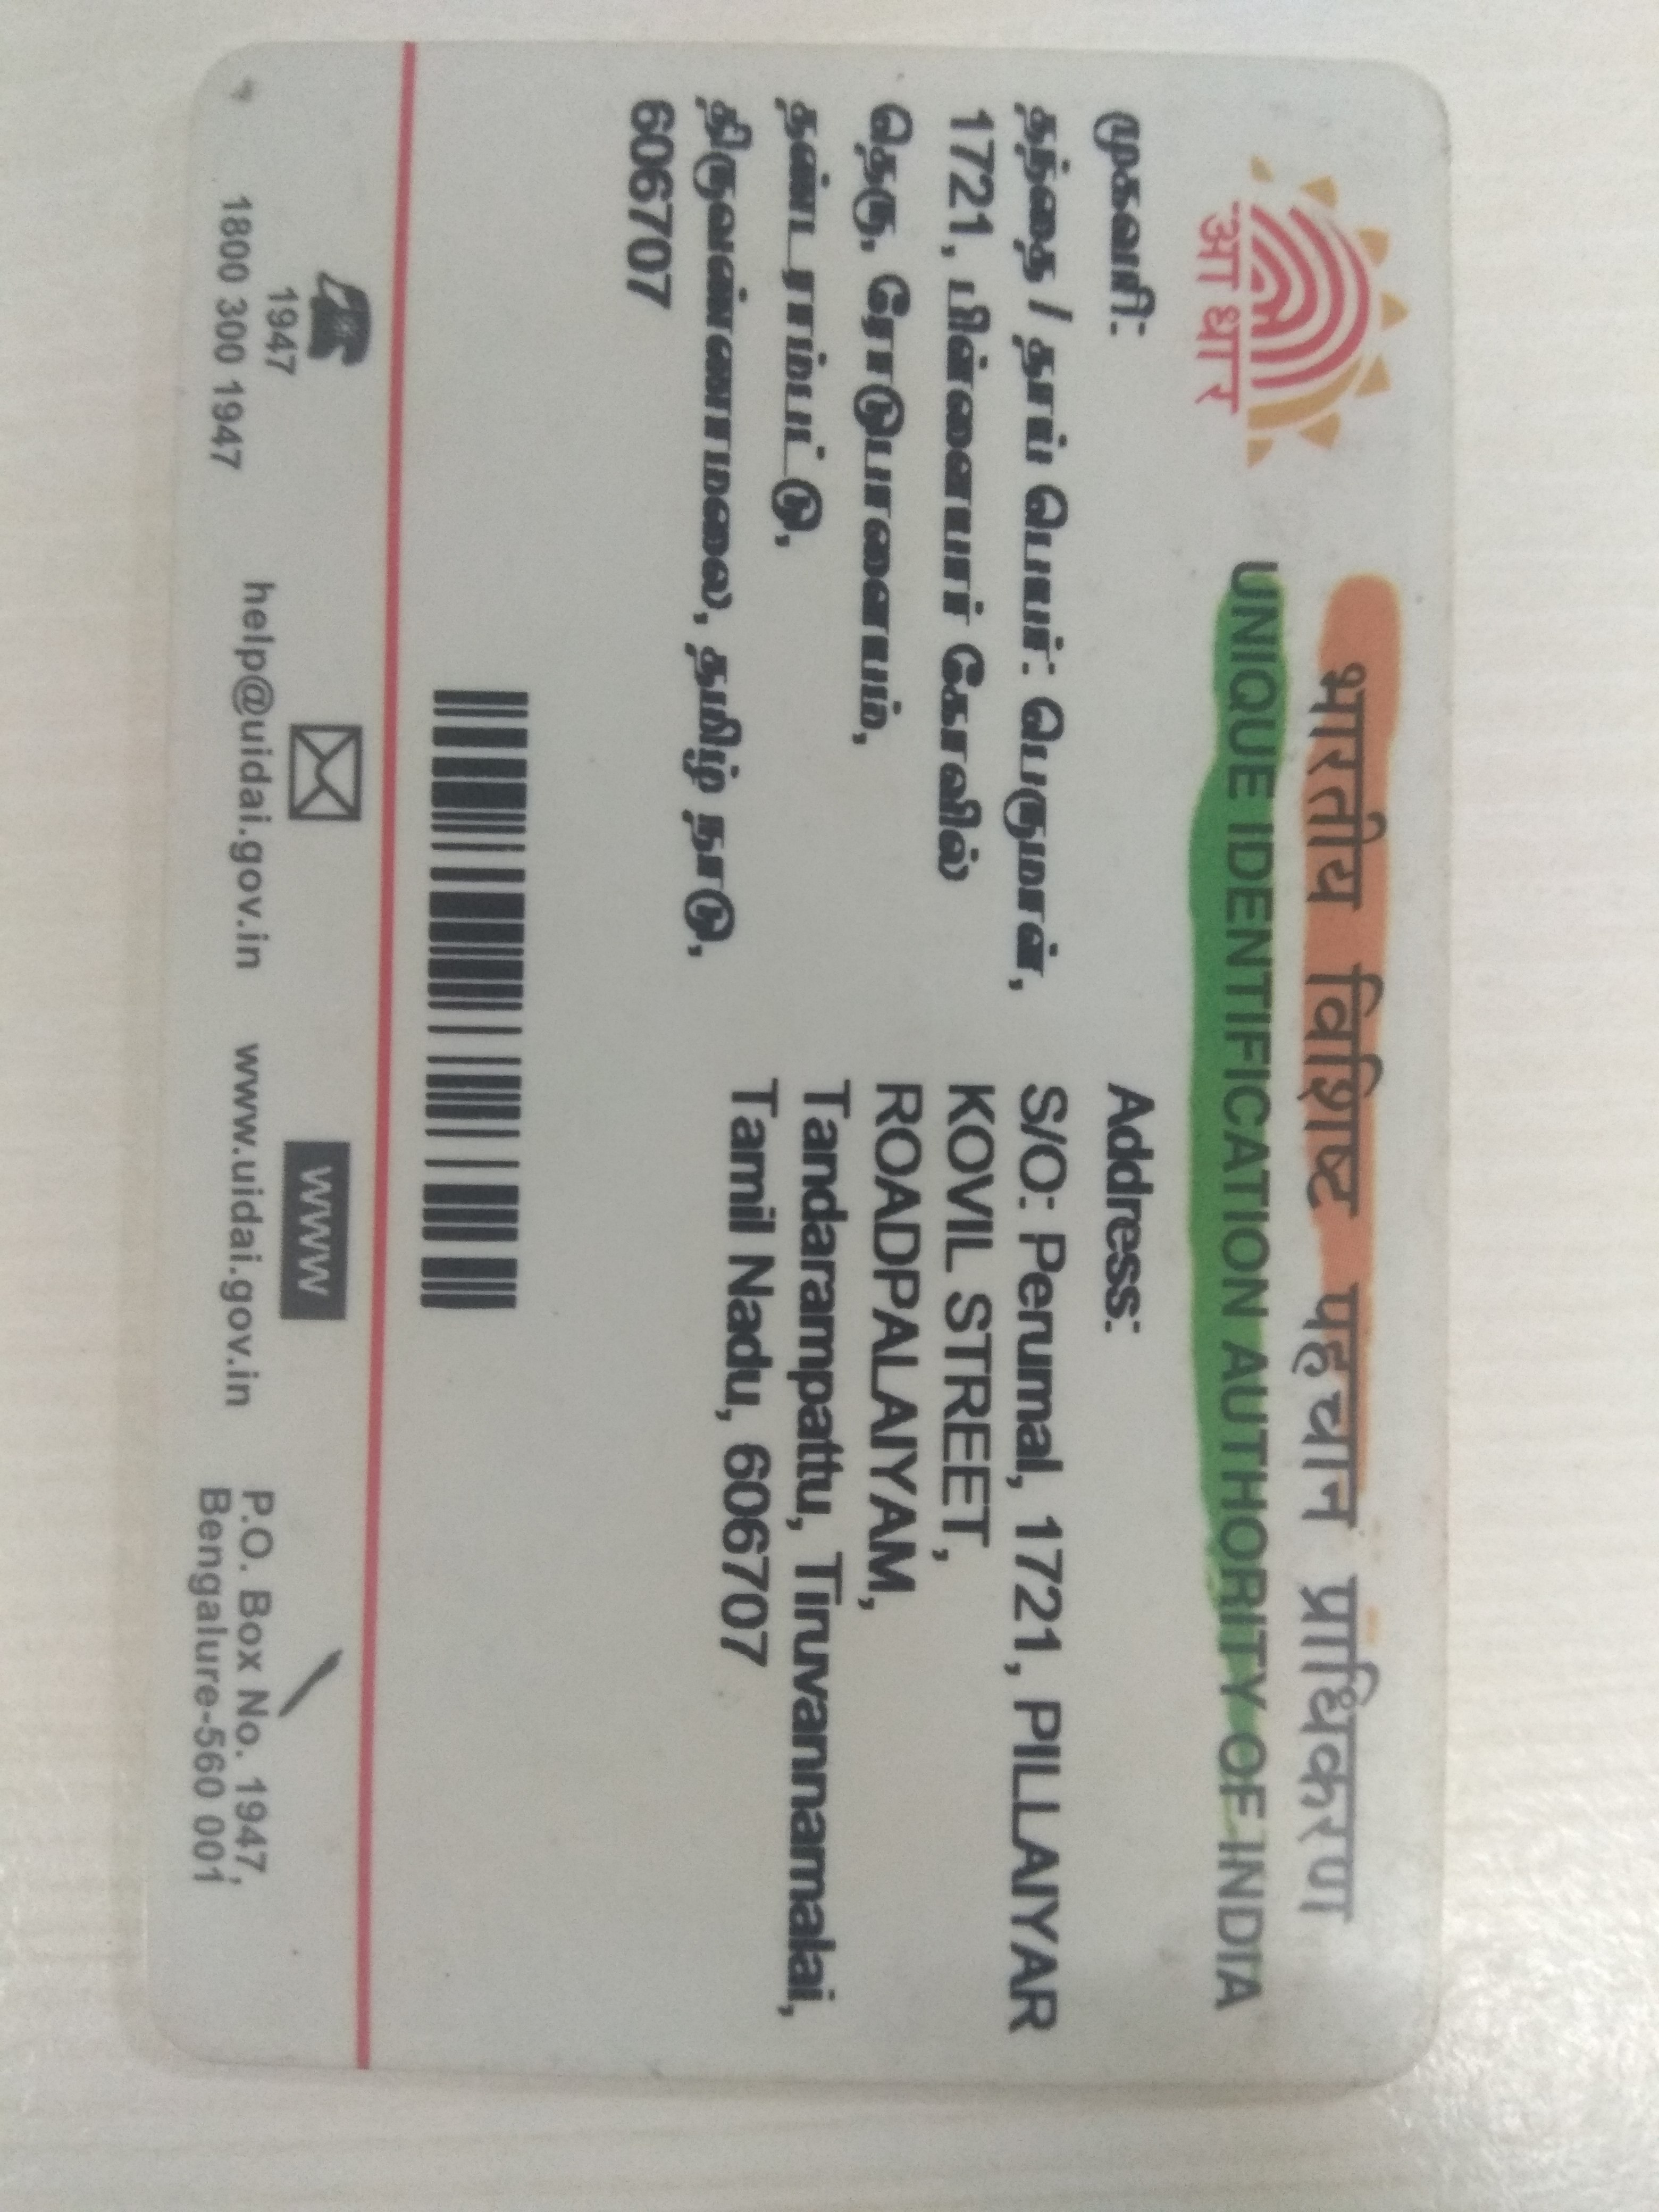 आधार
भारतीय विशिष्ट पहचान प्राधिकरण
UNIQUE IDENTIFICATION AUTHORITY OF INDIA
முகவரி:
தந்தை / தாய் பெயர்: பெருமாள்,
1721, பிள்ளையார் கோவில்
தெரு, ரோடுபாளையம்,
தண்டராம்பட்டு,
திருவண்ணாமலை, தமிழ் நாடு,
606707
Address:
S/O: Perumal, 1721, PILLAIYAR
KOVIL STREET,
ROADPALAIYAM,
Tandarampattu, Tiruvannamalai,
Tamil Nadu, 606707
1947
1800 300 1947
help@uidai.gov.in
WWW
www.uidai.gov.in
P.O. Box No. 1947,
Bengalure-560 001